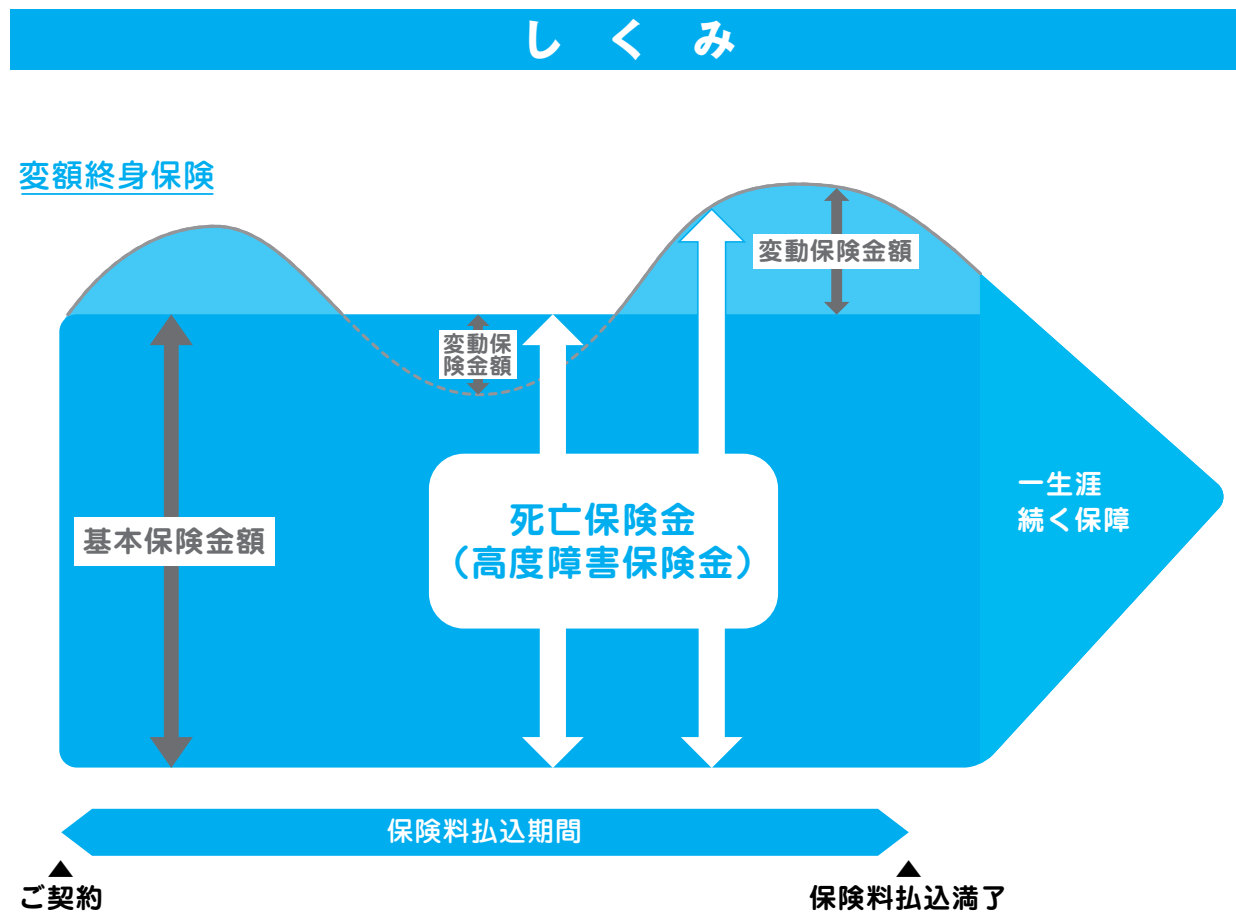 しくみ
変額終身保険
変動保険金額
変動保
険金額
基本保険金額
死亡保険金
（高度障害保険金）
一生涯
続く保障
保険料払込期間
ご契約
保険料払込満了